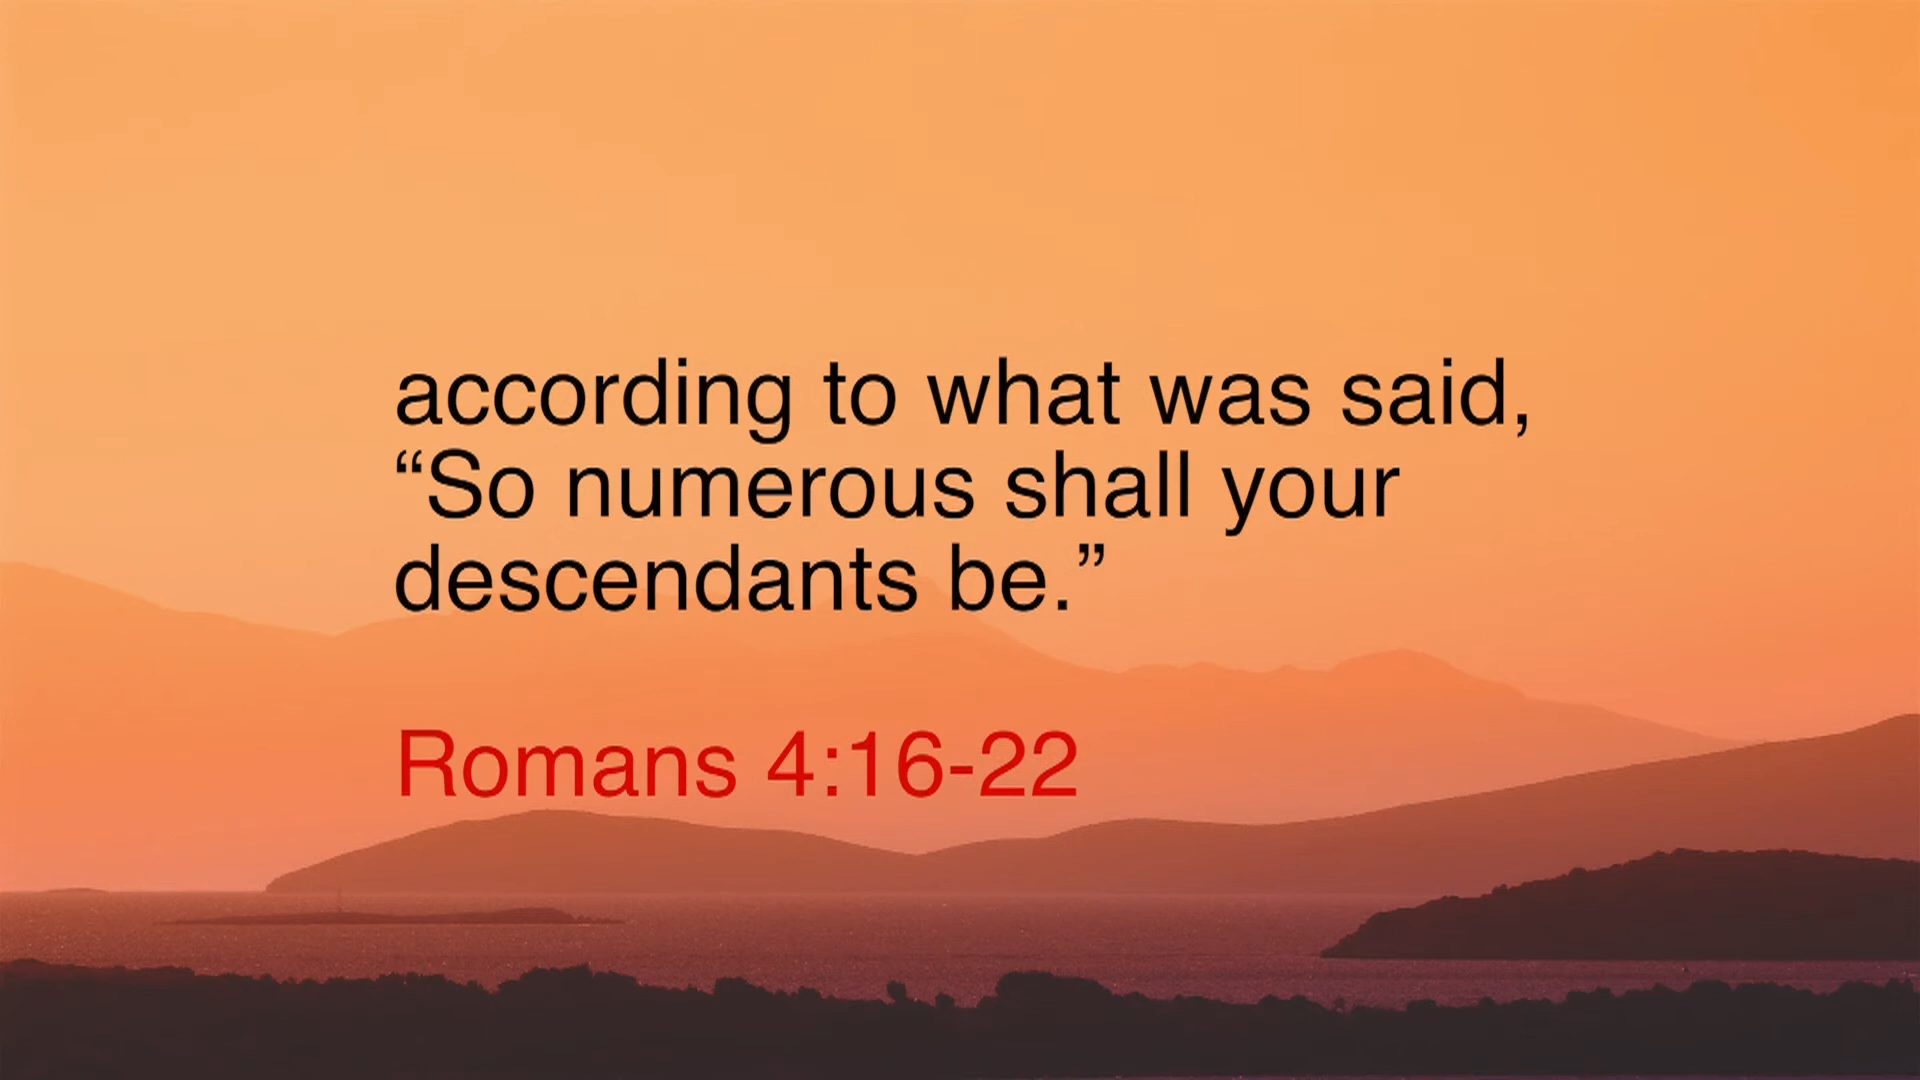 according to what was said,
“So numerous shall your
descendants be.”
Romans 4:16-22